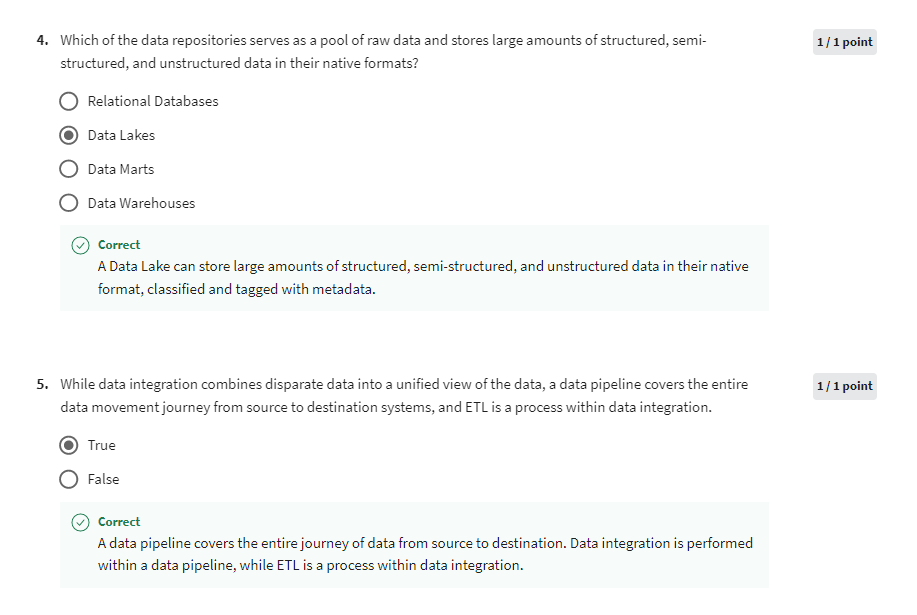 4. Which of the data repositories serves as a pool of raw data and stores large amounts of structured, semi-
1 / 1 point
structured, and unstructured data in their native formats?
Relational Databases
Data Lakes
Data Marts
Data Warehouses
Correct
A Data Lake can store large amounts of structured, semi-structured, and unstructured data in their native
format, classified and tagged with metadata.
5. While data integration combines disparate data into a unified view of the data, a data pipeline covers the entire
1 / 1 point
data movement journey from source to destination systems, and ETL is a process within data integration.
True
False
Correct
A data pipeline covers the entire journey of data from source to destination. Data integration is performed
within a data pipeline, while ETL is a process within data integration.